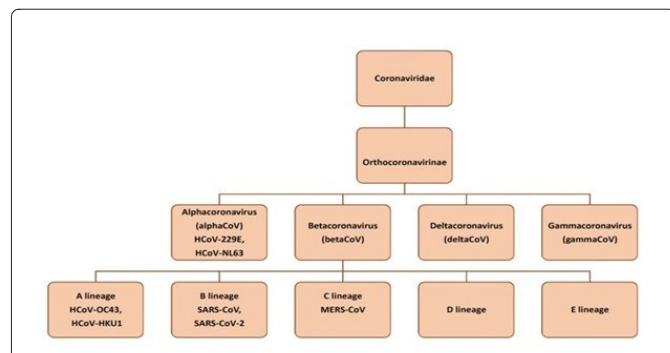 Coronaviridae
Orthocoronavirinae
Alphacoronavirus
(alphaCoV)
HCoV-229E,
HCoV-NL63
Betacoronavirus
(betaCoV)
Deltacoronavirus
(deltaCoV)
Gammacoronavirus
(gammaCoV)
A lineage
HCoV-OC43,
HCoV-HKU1
B lineage
SARS-CoV,
SARS-CoV-2
C lineage
MERS-CoV
D lineage
E lineage